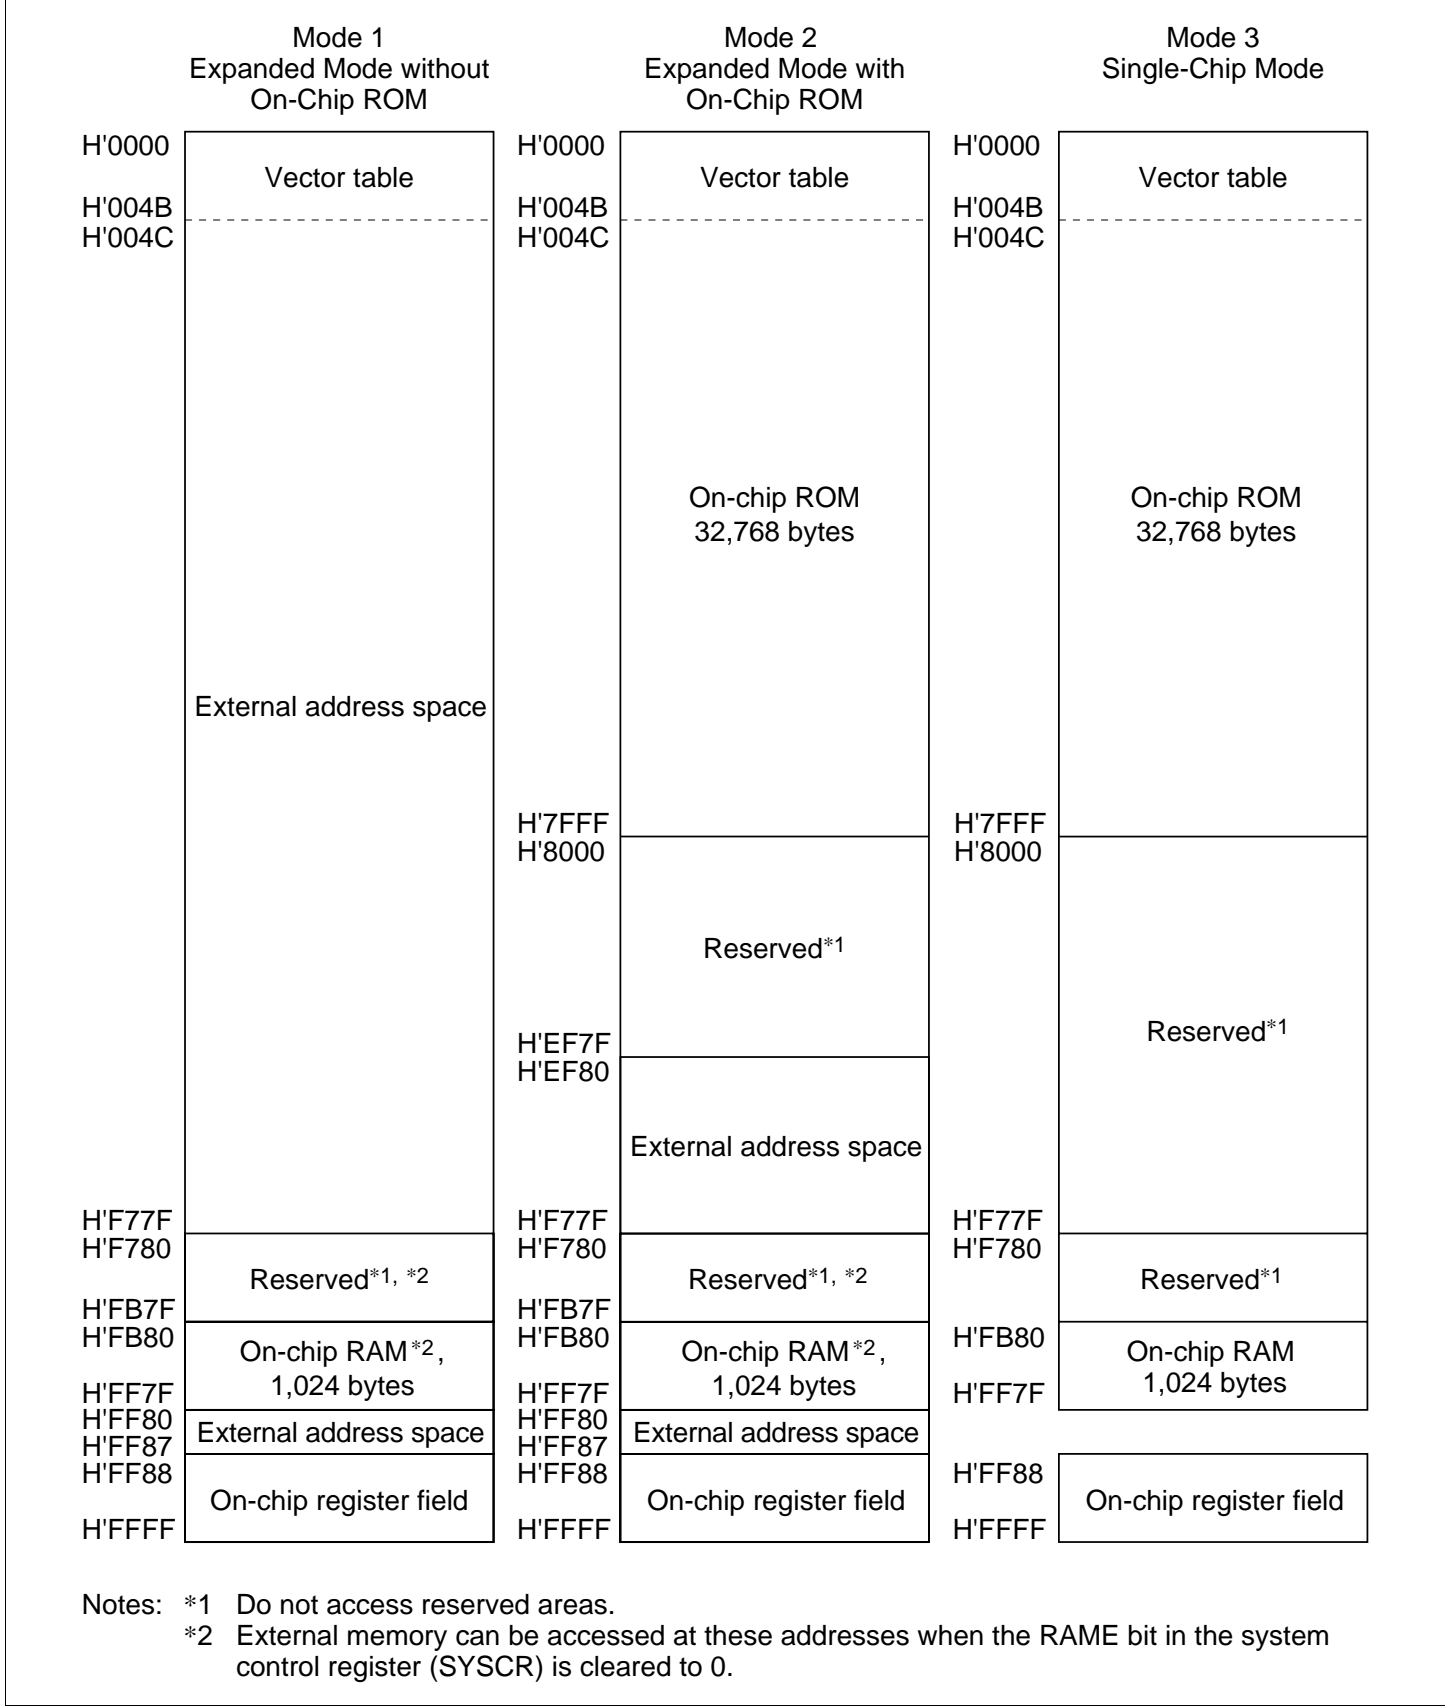 Mode 1
Expanded Mode without
On-Chip ROM
H'0000
Vector table
H'004B
H'004C
External address space
H'F77F
H'F780
Reserved*1, *2
H'FB7F
H'FB80
On-chip RAM*2,
1,024 bytes
H'FF7F
H'FF80
External address space
H'FF87
H'FF88
On-chip register field
H'FFFF
Mode 2
Expanded Mode with
On-Chip ROM
H'0000
Vector table
H'004B
H'004C
On-chip ROM
32,768 bytes
H'7FFF
H'8000
Reserved*1
H'EF7F
H'EF80
External address space
H'F77F
H'F780
Reserved*1, *2
H'FB7F
H'FB80
On-chip RAM*2,
1,024 bytes
H'FF7F
H'FF80
External address space
H'FF87
H'FF88
On-chip register field
H'FFFF
Mode 3
Single-Chip Mode
H'0000
Vector table
H'004B
H'004C
On-chip ROM
32,768 bytes
H'7FFF
H'8000
Reserved*1
H'F77F
H'F780
Reserved*1
H'FB80
On-chip RAM
1,024 bytes
H'FF7F
H'FF88
On-chip register field
H'FFFF
Notes: *1 Do not access reserved areas.
*2 External memory can be accessed at these addresses when the RAME bit in the system
control register (SYSCR) is cleared to 0.